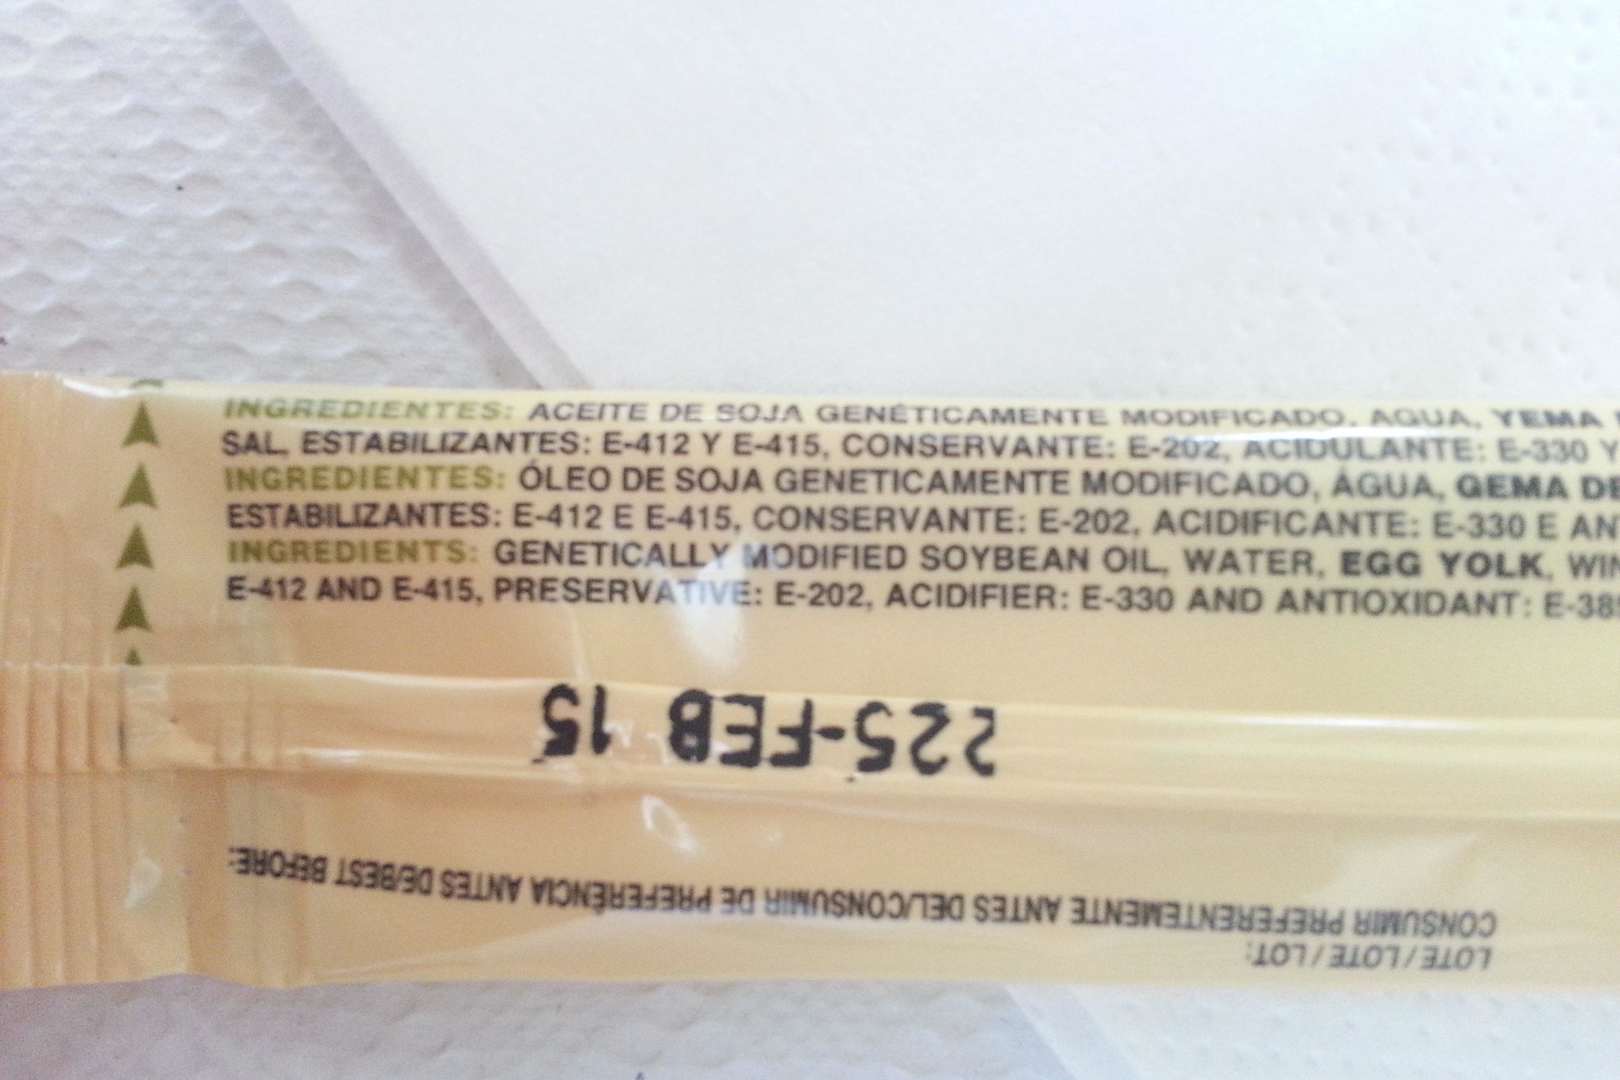 INGREDIENTES: ACEITE DE SOJA GENÉTICAMENTE MODIFICADO, AGUA, YEMA
SAL, ESTABILIZANTES: E-412 Y E-415, CONSERVANTE: E-202, ACIDULANTE: E-330 Y
INGREDIENTES: ÓLEO DE SOJA GENETICAMENTE MODIFICADO, ÁGUA, GEMA DE
ESTABILIZANTES: E-412 E E-415, CONSERVANTE: E-202, ACIDIFICANTE: E-330 E AN
INGREDIENTS: GENETICALLY MODIFIED SOYBEAN OIL, WATER, EGG YOLK, WIN
E-412 AND E-415, PRESERVATIVE: E-202, ACIDIFIER: E-330 AND ANTIOXIDANT: E-38
225-FEB 15
LOTE / LOTE / LOT:
CONSUMIR PREFERENTEMENTE ANTES DEL/CONSUMIR DE PREFERÊNCIA ANTES DE/BEST BEFORE: